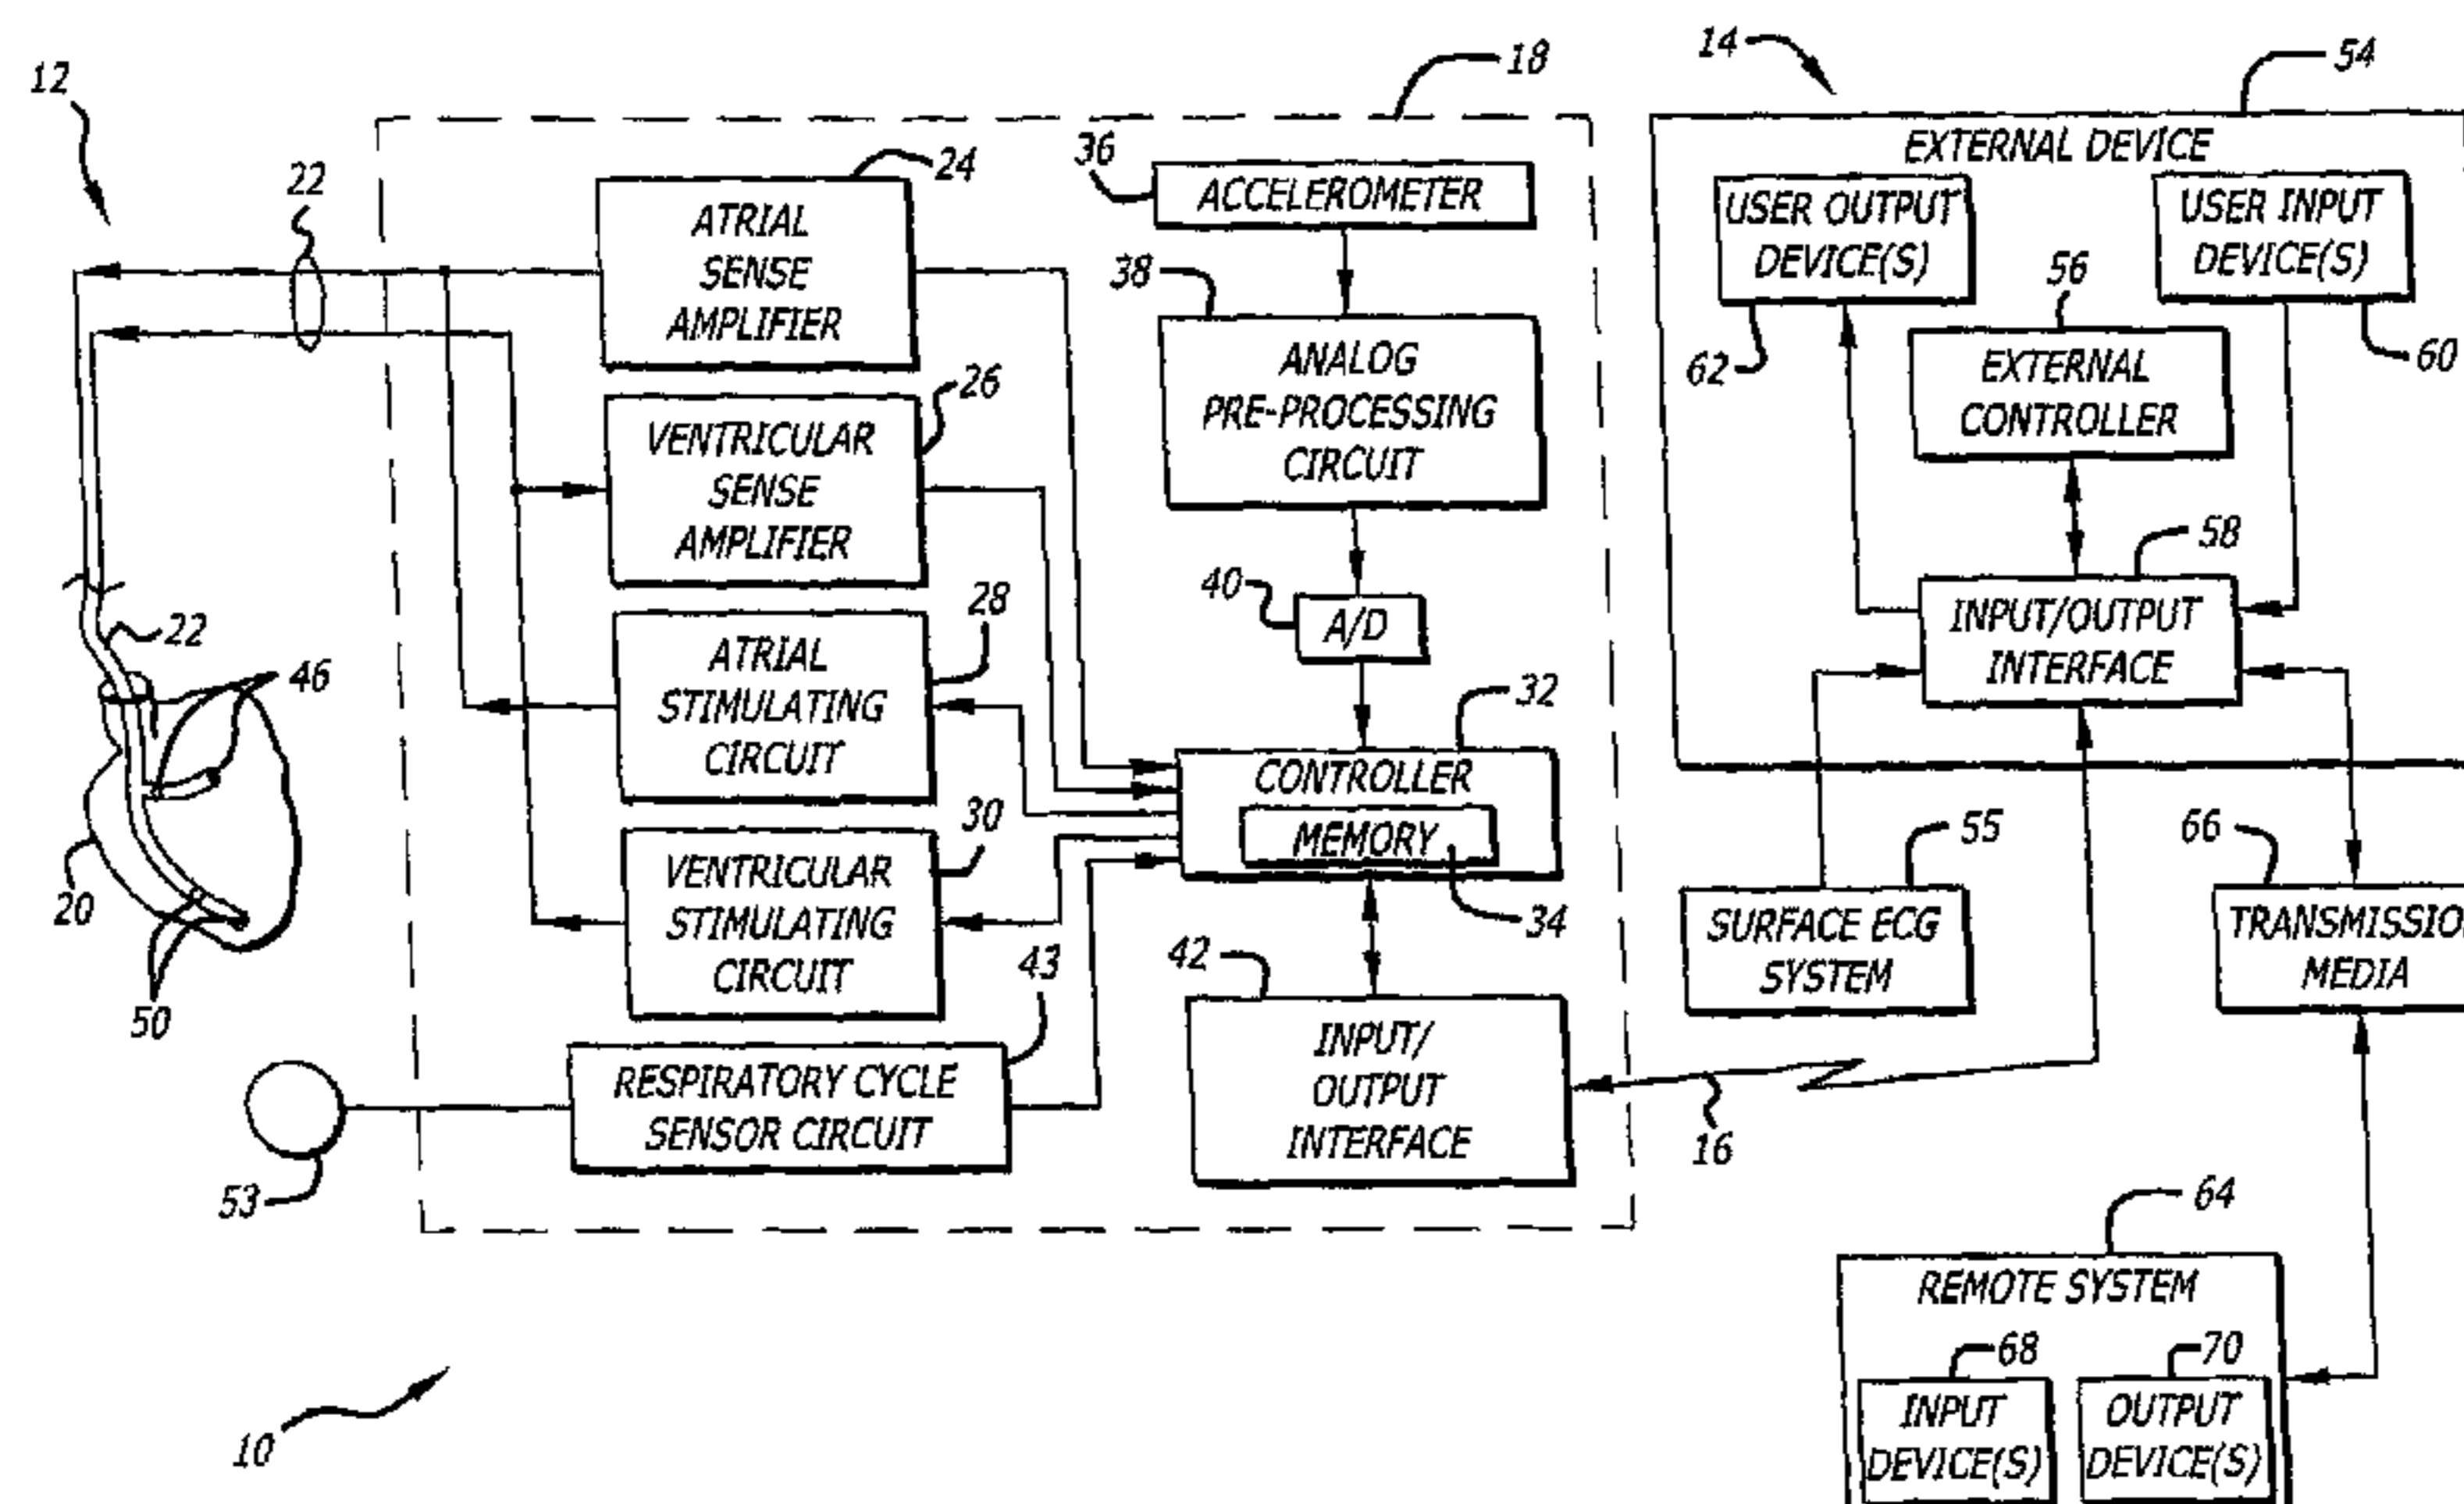 12
22
24
18
14
54
36
ACCELEROMETER
EXTERNAL DEVICE
ATRIAL
SENSE
AMPLIFIER
USER OUTPUT
DEVICE(S)
USER INPUT
DEVICE(S)
38
56
62
60
ANALOG
PRE-PROCESSING
CIRCUIT
EXTERNAL
CONTROLLER
26
VENTRICULAR
SENSE
AMPLIFIER
58
40
A/D
INPUT/OUTPUT
INTERFACE
28
22
46
ATRIAL
STIMULATING
CIRCUIT
32
CONTROLLER
MEMORY
34
30
20
50
VENTRICULAR
STIMULATING
CIRCUIT
55
66
SURFACE ECG
SYSTEM
TRANSMISSIO
MEDIA
43
42
RESPIRATORY CYCLE
SENSOR CIRCUIT
INPUT/
OUTPUT
INTERFACE
16
53
64
REMOTE SYSTEM
68
70
INPUT
DEVICE(S)
OUTPUT
DEVICE(S)
10